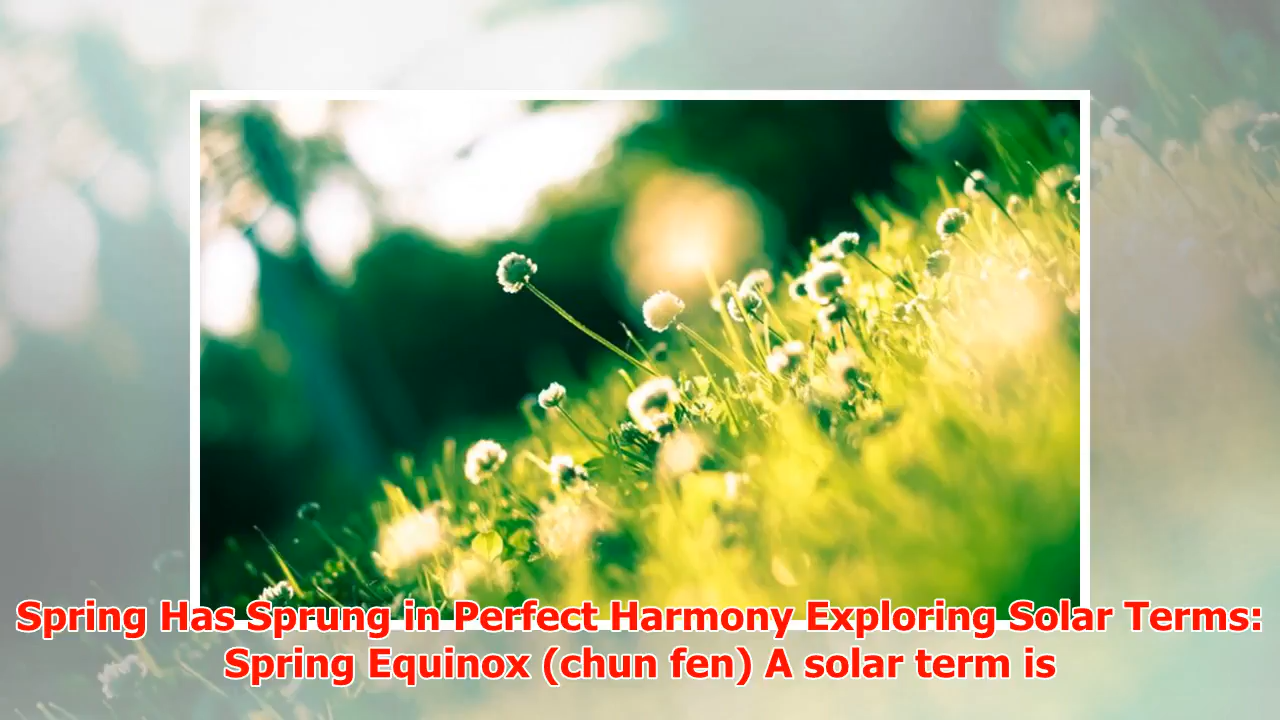 Spring Has Sprung in Perfect Harmony Exploring Solar Terms:
Spring Equinox (chun fen) A solar term is